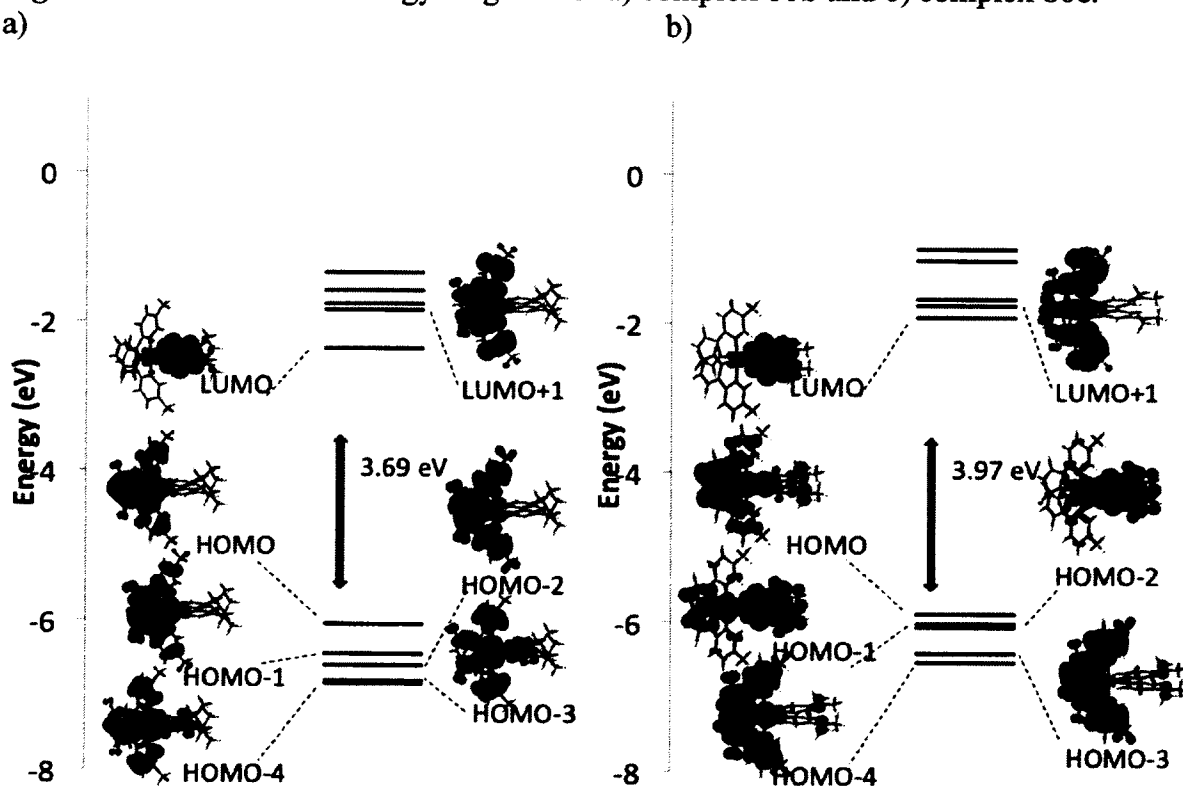 a)
b)
0
-2
-4
-6
-8
Energy (eV)
LUMO
LUMO+1
3.69 eV
HOMO
HOMO-2
HOMO-1
HOMO-3
HOMO-4
0
-2
-4
-6
-8
Energy (eV)
LUMO
LUMO+1
3.97 eV
HOMO
HOMO-2
HOMO-1
HOMO-3
HOMO-4